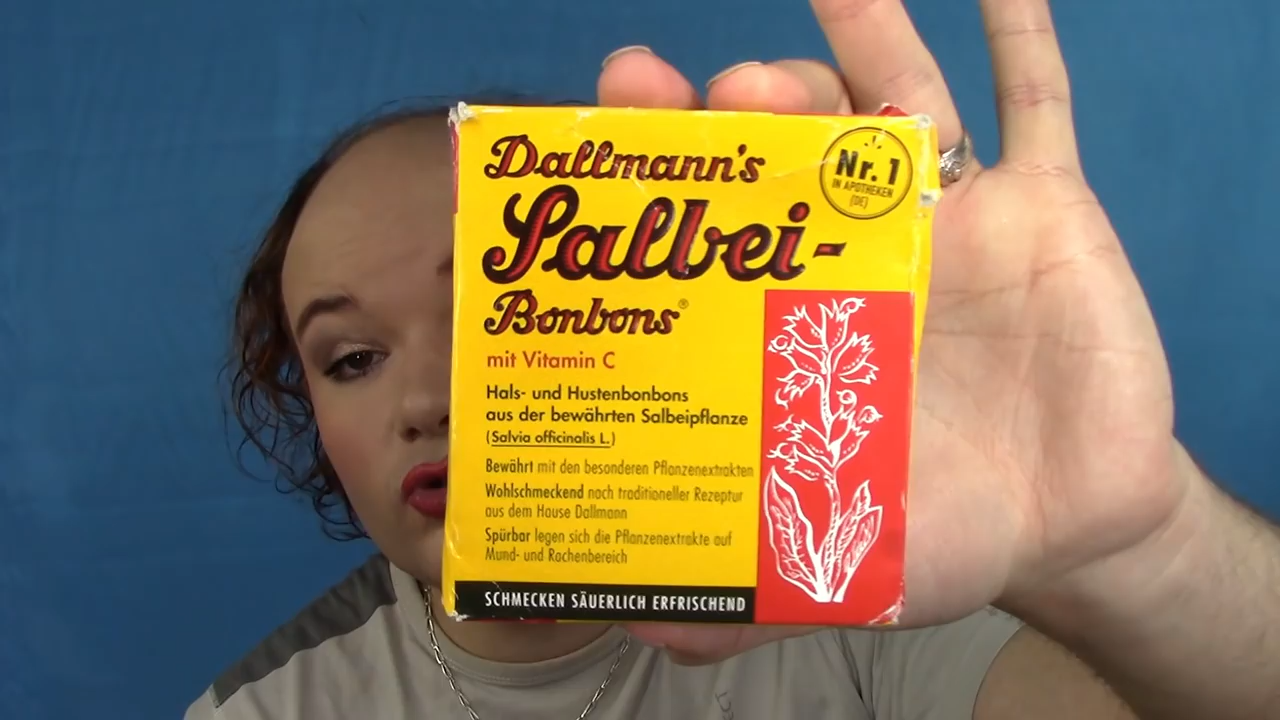 Dallmann's
Salbei-
Bonbons®
mit Vitamin C
Hals- und Hustenbonbons
aus der bewährten Salbeipflanze
(Salvia officinalis L.)
Bewährt mit den besonderen Pflanzenextrakten
Wohlschmeckend nach traditioneller Rezeptur
aus dem Hause Dallmann
Spürbar legen sich die Pflanzenextrakte auf
Mund- und Rachenbereich
SCHMECKEN SÄUERLICH ERFRISCHEND
Nr. 1
IN APOTHEKEN
(DE)